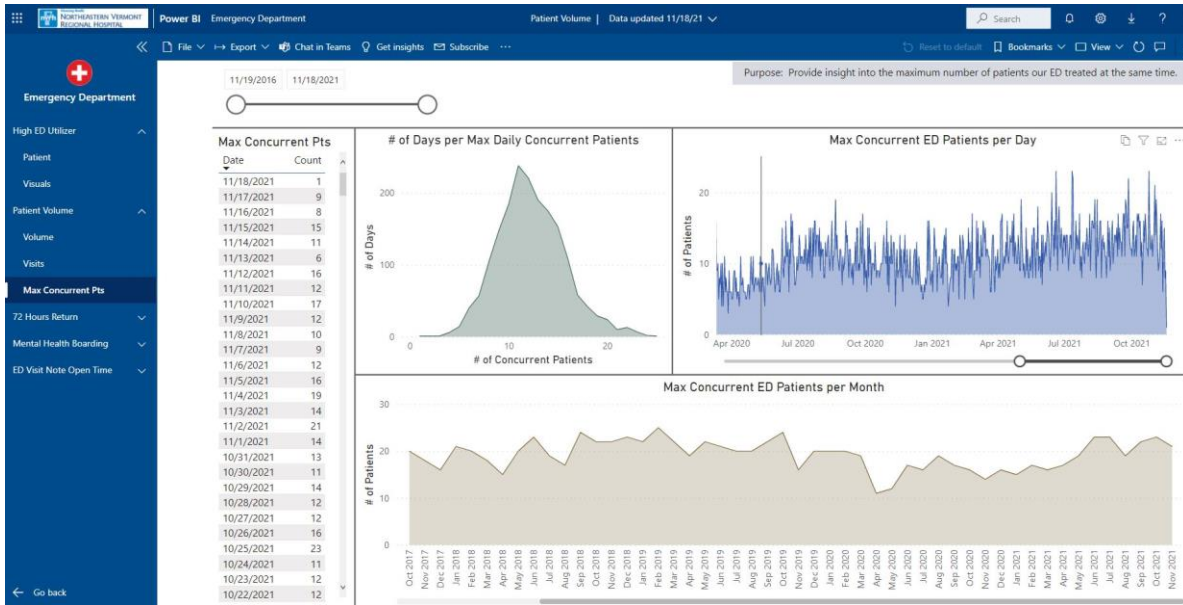 NORTHEASTERN VERMONT
REGIONAL HOSPITAL
Power BI Emergency Department
Patient Volume | Data updated 11/18/21
Search
File Export Chat in Teams Get insights Subscribe ···
Reset to default Bookmarks View
Emergency Department
High ED Utilizer
Patient
Visuals
Patient Volume
Volume
Visits
Max Concurrent Pts
72 Hours Return
Mental Health Boarding
ED Visit Note Open Time
Go back
11/19/2016 11/18/2021
Purpose: Provide insight into the maximum number of patients our ED treated at the same time.
Max Concurrent Pts
Date Count
11/18/2021 1
11/17/2021 9
11/16/2021 8
11/15/2021 15
11/14/2021 11
11/13/2021 6
11/12/2021 16
11/11/2021 12
11/10/2021 17
11/9/2021 12
11/8/2021 10
11/7/2021 9
11/6/2021 12
11/5/2021 16
11/4/2021 19
11/3/2021 14
11/2/2021 21
11/1/2021 14
10/31/2021 13
10/30/2021 11
10/29/2021 14
10/28/2021 12
10/27/2021 12
10/26/2021 16
10/25/2021 23
10/24/2021 11
10/23/2021 12
10/22/2021 12
# of Days per Max Daily Concurrent Patients
# of Days
200
100
0
0 10 20
# of Concurrent Patients
Max Concurrent ED Patients per Day
# of Patients
20
10
0
Apr 2020 Jul 2020 Oct 2020 Jan 2021 Apr 2021 Jul 2021 Oct 2021
Max Concurrent ED Patients per Month
# of Patients
30
20
10
0
Oct 2017
Nov 2017
Dec 2017
Jan 2018
Feb 2018
Mar 2018
Apr 2018
May 2018
Jun 2018
Jul 2018
Aug 2018
Sep 2018
Oct 2018
Nov 2018
Dec 2018
Jan 2019
Feb 2019
Mar 2019
Apr 2019
May 2019
Jun 2019
Jul 2019
Aug 2019
Sep 2019
Oct 2019
Nov 2019
Dec 2019
Jan 2020
Feb 2020
Mar 2020
Apr 2020
May 2020
Jun 2020
Jul 2020
Aug 2020
Sep 2020
Oct 2020
Nov 2020
Dec 2020
Jan 2021
Feb 2021
Mar 2021
Apr 2021
May 2021
Jun 2021
Jul 2021
Aug 2021
Sep 2021
Oct 2021
Nov 2021